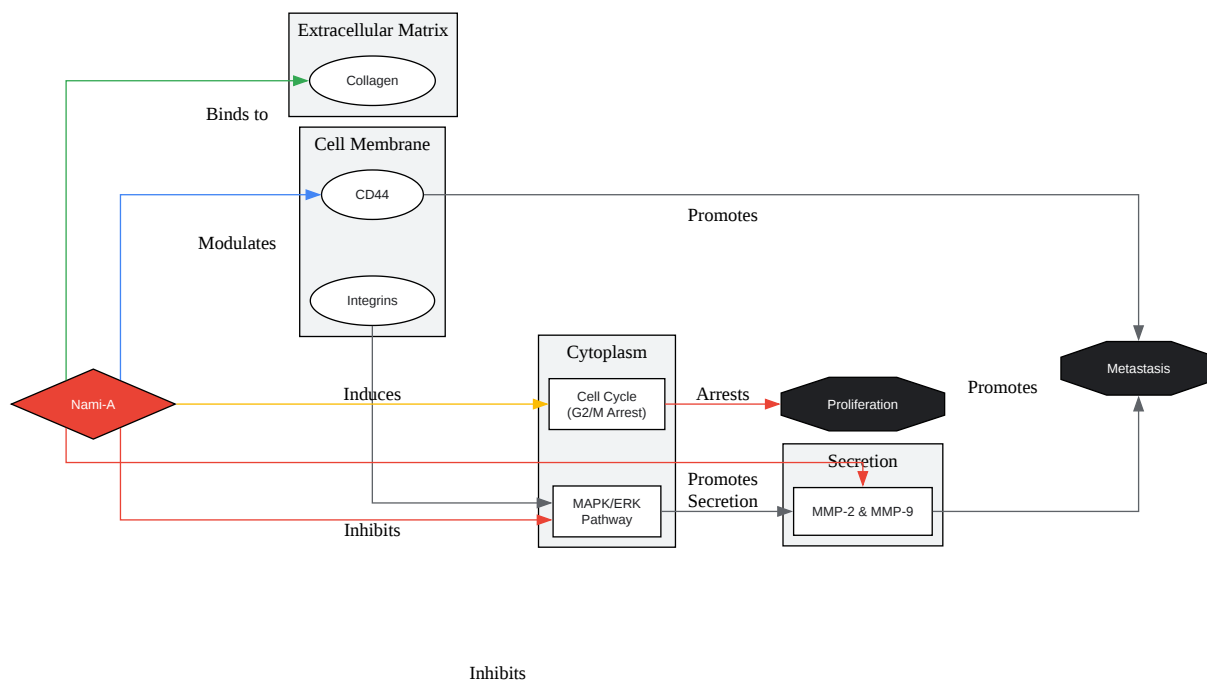 Extracellular Matrix
Collagen
Binds to
Cell Membrane
CD44
Promotes
Modulates
Integrins
Cytoplasm
Metastasis
Nami-A
Induces
Cell Cycle
(G2/M Arrest)
Arrests
Proliferation
Promotes
Secretion
MAPK/ERK
Pathway
Promotes
Secretion
MMP-2 & MMP-9
Inhibits
Inhibits